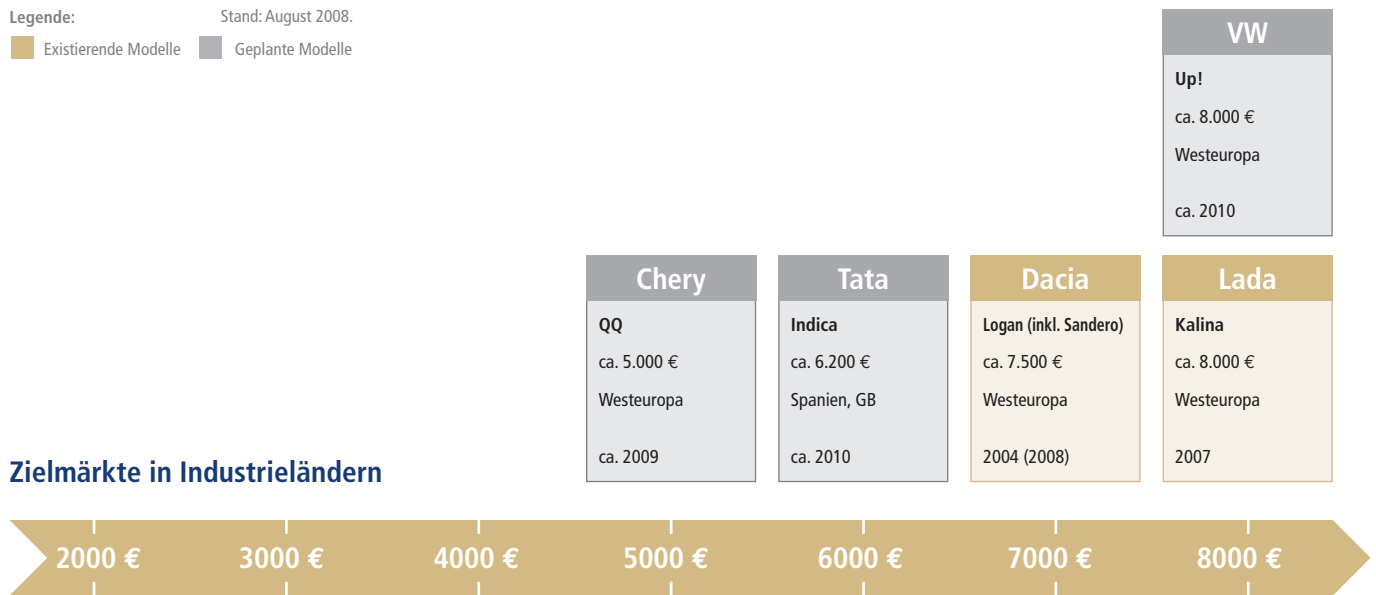 Legende:
Stand: August 2008.
Existierende Modelle
Geplante Modelle
VW
Up!
ca. 8.000 €
Westeuropa
ca. 2010
Chery
QQ
ca. 5.000 €
Westeuropa
ca. 2009
Tata
Indica
ca. 6.200 €
Spanien, GB
ca. 2010
Dacia
Logan (inkl. Sandero)
ca. 7.500 €
Westeuropa
2004 (2008)
Lada
Kalina
ca. 8.000 €
Westeuropa
2007
Zielmärkte in Industrieländern
2000 €
3000 €
4000 €
5000 €
6000 €
7000 €
8000 €